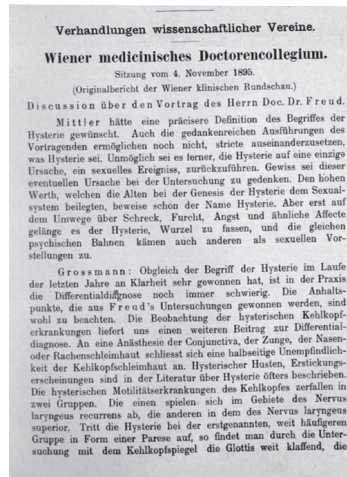 Verhandlungen wissenschaftlicher Vereine.
Wiener medicinisches Doctorencollegium.
Sitzung vom 4. November 1895.
(Originalbericht der Wiener klinischen Rundschau.)
Discussion über den Vortrag des Herrn Doc. Dr. Freud.
Mittler hätte eine präcisere Definition des Begriffes der
Hysterie gewünscht. Auch die gedankenreichen Ausführungen des
Vortragenden ermöglichen noch nicht, stricte auseinanderzusetzen,
was Hysterie sei. Unmöglich sei es ferner, die Hysterie auf eine einzige
Ursache, ein sexuelles Ereigniss, zurückzuführen. Gewiss sei dieser
eventuellen Ursache bei der Untersuchung zu gedenken. Den hohen
Werth, welchen die Alten bei der Genesis der Hysterie dem Sexual-
system beilegten, beweise schon der Name Hysterie. Aber erst auf
dem Umwege über Schreck, Furcht, Angst und ähnliche Affecte
gelänge es der Hysterie, Wurzel zu fassen, und die gleichen
psychischen Bahnen kämen auch anderen als sexuellen Vor-
stellungen zu.
Grossmann: Obgleich der Begriff der Hysterie im Laufe
der letzten Jahre an Klarheit sehr gewonnen hat, ist in der Praxis
die Differentialdiagnose noch immer schwierig. Die Anhalts-
punkte, die aus Freud's Untersuchungen gewonnen werden, sind
wohl zu beachten. Die Beobachtung der hysterischen Kehlkopf-
erkrankungen liefert uns einen weiteren Beitrag zur Differential-
diagnose. An eine Anästhesie der Conjunctiva, der Zunge, der Nasen-
oder Rachenschleimhaut schliesst sich eine halbseitige Unempfindlich-
keit der Kehlkopfschleimhaut an. Hysterischer Husten, Erstickungs-
erscheinungen sind in der Literatur über Hysterie öfters beschrieben.
Die hysterischen Motilitätserkrankungen des Kehlkopfes zerfallen in
zwei Gruppen. Die einen spielen sich im Gebiete des Nervus
laryngeus recurrens ab, die anderen in dem des Nervus laryngeus
superior. Tritt die Hysterie bei der erstgenannten, weit häufigeren
Gruppe in Form einer Parese auf, so findet man durch die Unter-
suchung mit dem Kehlkopfspiegel die Glottis weit klaffend, die